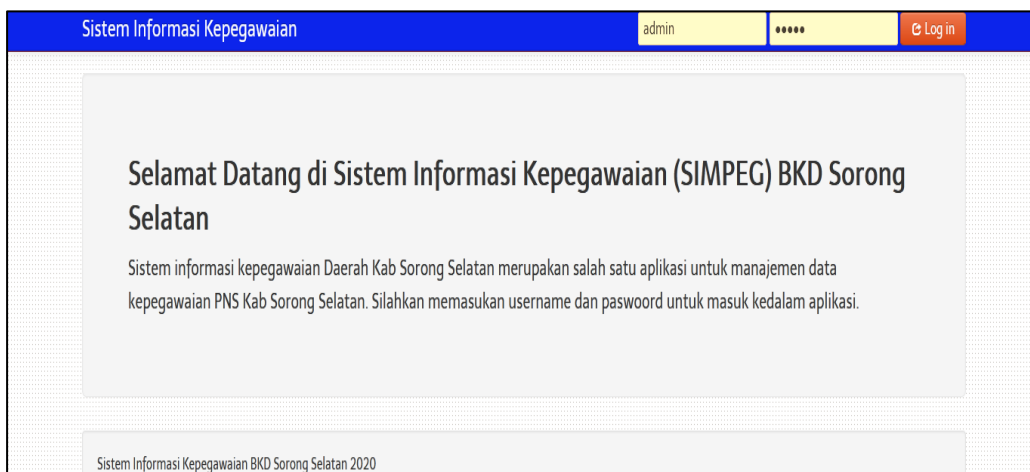 Sistem Informasi Kepegawaian
admin
•••••
Log in
Selamat Datang di Sistem Informasi Kepegawaian (SIMPEG) BKD Sorong
Selatan
Sistem informasi kepegawaian Daerah Kab Sorong Selatan merupakan salah satu aplikasi untuk manajemen data
kepegawaian PNS Kab Sorong Selatan. Silahkan memasukan username dan paswoord untuk masuk kedalam aplikasi.
Sistem Informasi Kepegawaian BKD Sorong Selatan 2020